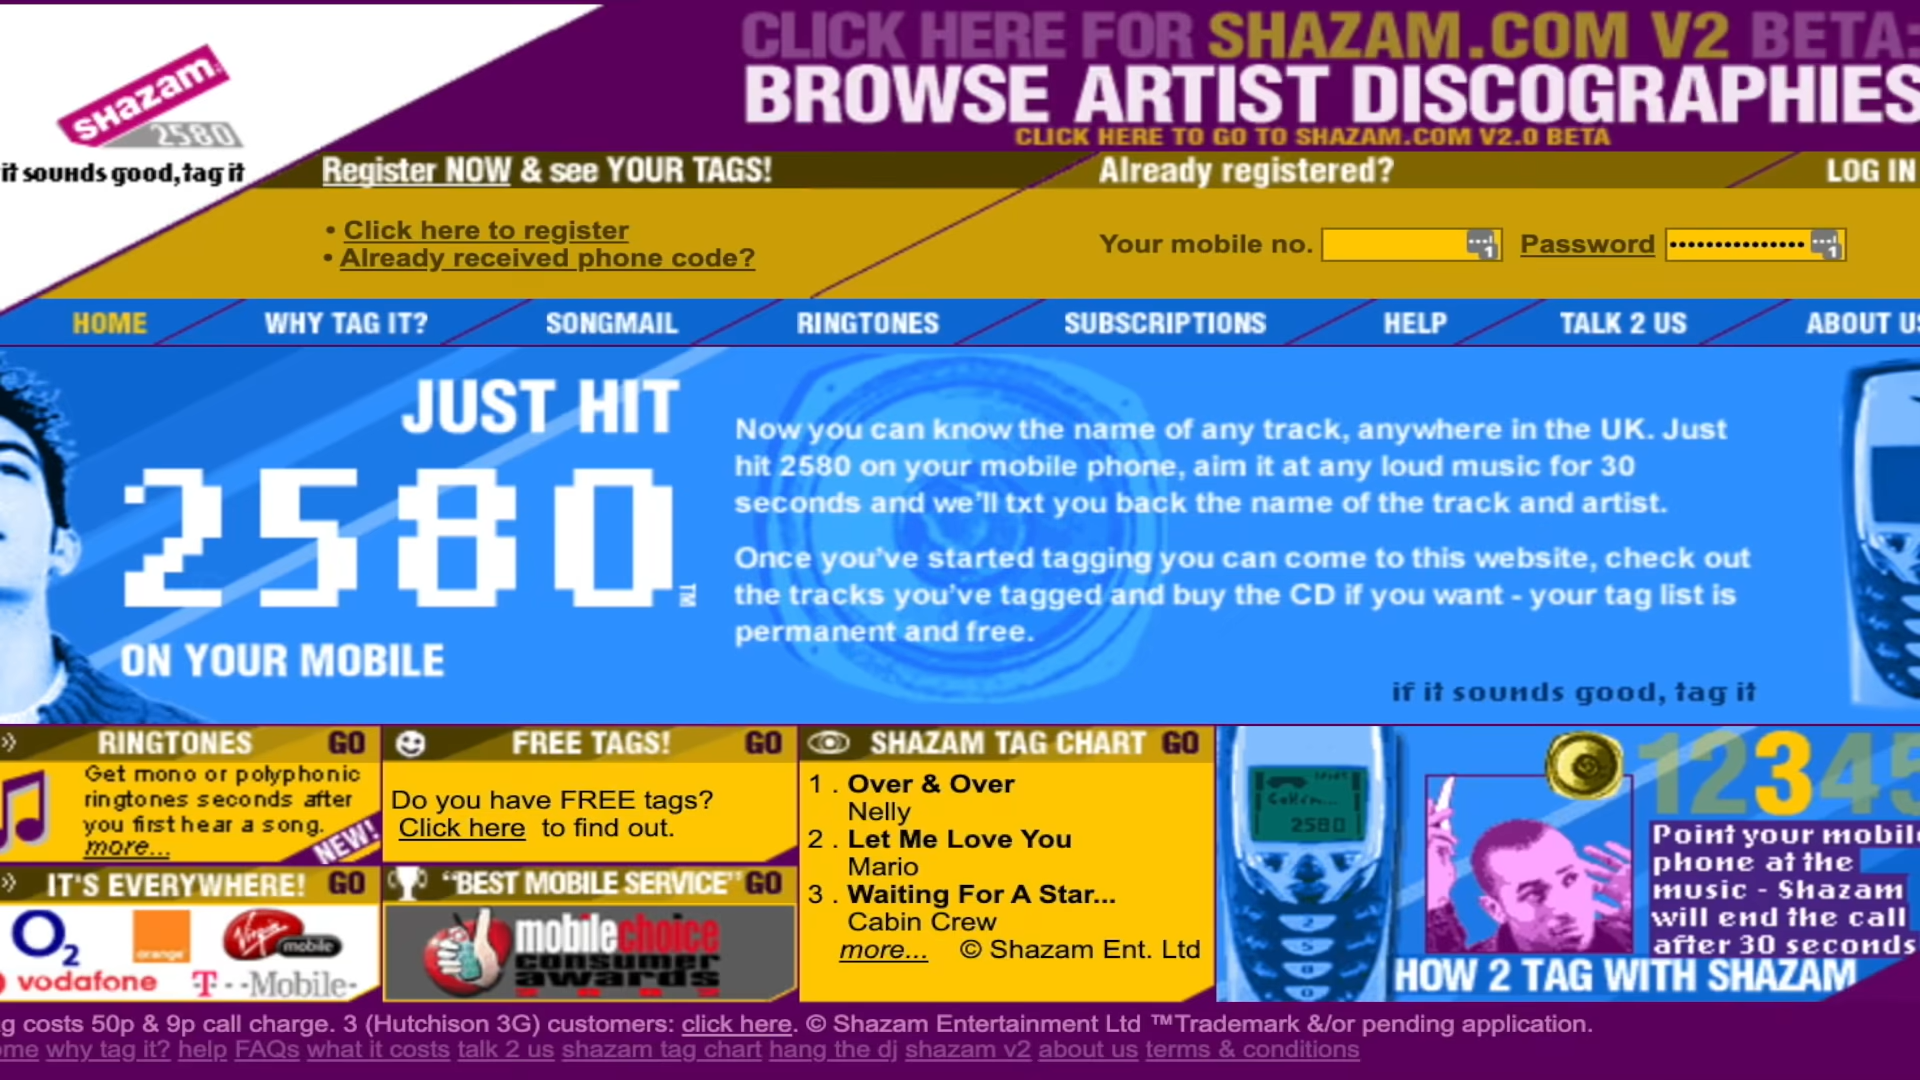 CLICK HERE FOR SHAZAM.COM V2 BETA:
BROWSE ARTIST DISCOGRAPHIES
CLICK HERE TO GO TO SHAZAM.COM V2.0 BETA
shazam
2580
it sounds good, tag it
Register NOW & see YOUR TAGS!
Already registered?
LOG IN
• Click here to register
• Already received phone code?
Your mobile no.
Password
HOME
WHY TAG IT?
SONGMAIL
RINGTONES
SUBSCRIPTIONS
HELP
TALK 2 US
ABOUT US
JUST HIT
2580 ™
ON YOUR MOBILE
Now you can know the name of any track, anywhere in the UK. Just
hit 2580 on your mobile phone, aim it at any loud music for 30
seconds and we'll txt you back the name of the track and artist.
Once you've started tagging you can come to this website, check out
the tracks you've tagged and buy the CD if you want - your tag list is
permanent and free.
if it sounds good, tag it
RINGTONES GO
Get mono or polyphonic
ringtones seconds after
you first hear a song.
more...
NEW!
FREE TAGS! GO
Do you have FREE tags?
Click here to find out.
SHAZAM TAG CHART GO
1 . Over & Over
Nelly
2 . Let Me Love You
Mario
3 . Waiting For A Star...
Cabin Crew
more... © Shazam Ent. Ltd
IT'S EVERYWHERE! GO
O2
orange
Virgin mobile
vodafone
T--Mobile-
"BEST MOBILE SERVICE" GO
mobilechoice
consumer
awards
2580
12345
Point your mobile
phone at the
music - Shazam
will end the call
after 30 seconds
HOW 2 TAG WITH SHAZAM
costs 50p & 9p call charge. 3 (Hutchison 3G) customers: click here. © Shazam Entertainment Ltd ™Trademark &/or pending application.
why tag it? help FAQs what it costs talk 2 us shazam tag chart hang the dj shazam v2 about us terms & conditions